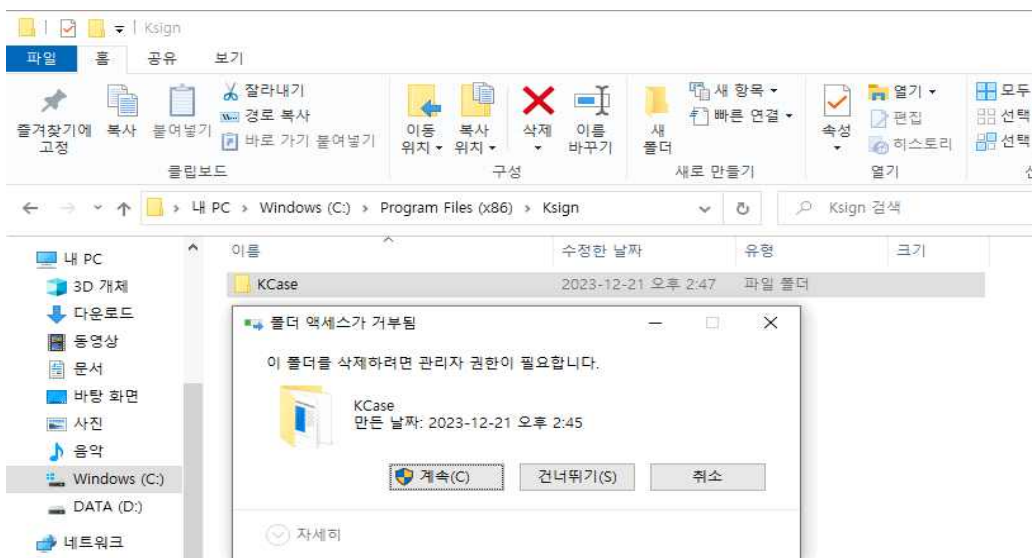 Ksign
파일 홈 공유 보기
즐겨찾기에 고정
복사
붙여넣기
잘라내기
경로 복사
바로 가기 붙여넣기
이동 위치
복사 위치
삭제
이름 바꾸기
새 폴더
새 항목
빠른 연결
속성
열기
편집
히스토리
모두
선택
선택
클립보드 구성 새로 만들기 열기
내 PC > Windows (C:) > Program Files (x86) > Ksign
Ksign 검색
이름 수정한 날짜 유형 크기
KCase 2023-12-21 오후 2:47 파일 폴더
내 PC
3D 개체
다운로드
동영상
문서
바탕 화면
사진
음악
Windows (C:)
DATA (D:)
네트워크
폴더 액세스가 거부됨
이 폴더를 삭제하려면 관리자 권한이 필요합니다.
KCase
만든 날짜: 2023-12-21 오후 2:45
계속(C) 건너뛰기(S) 취소
자세히